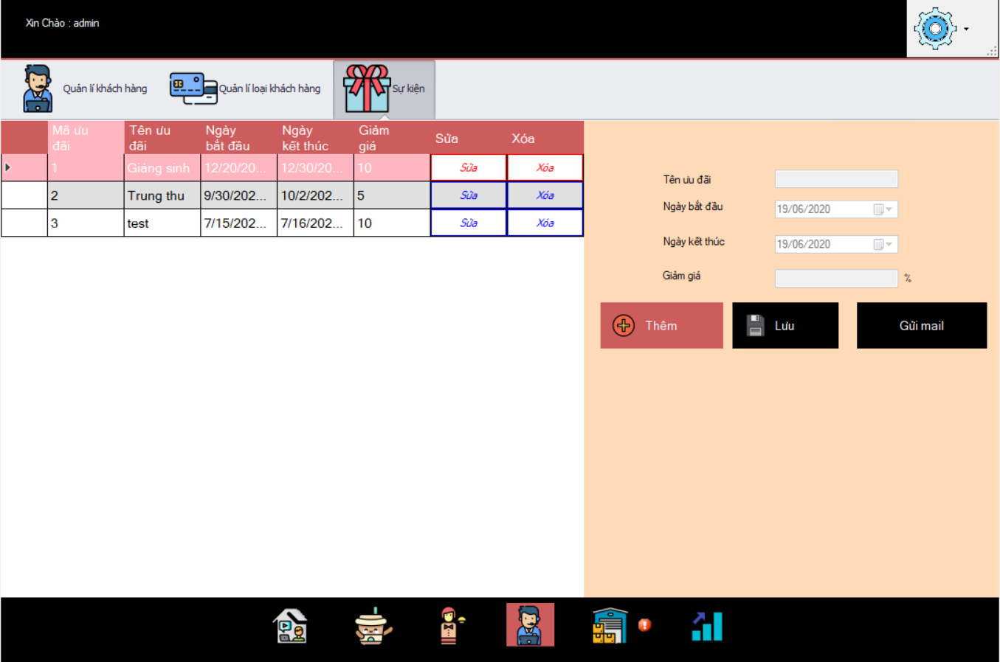 Xin Chào : admin
Quản lí khách hàng
Quản lí loại khách hàng
Sự kiện
Mã ưu đãi
Tên ưu đãi
Ngày bắt đầu
Ngày kết thúc
Giảm giá
Sửa
Xóa
1 Giáng sinh 12/20/20... 12/30/20... 10 Sửa Xóa
2 Trung thu 9/30/202... 10/2/202... 5 Sửa Xóa
3 test 7/15/202... 7/16/202... 10 Sửa Xóa
Tên ưu đãi
Ngày bắt đầu 19/06/2020
Ngày kết thúc 19/06/2020
Giảm giá %
Thêm
Lưu
Gửi mail